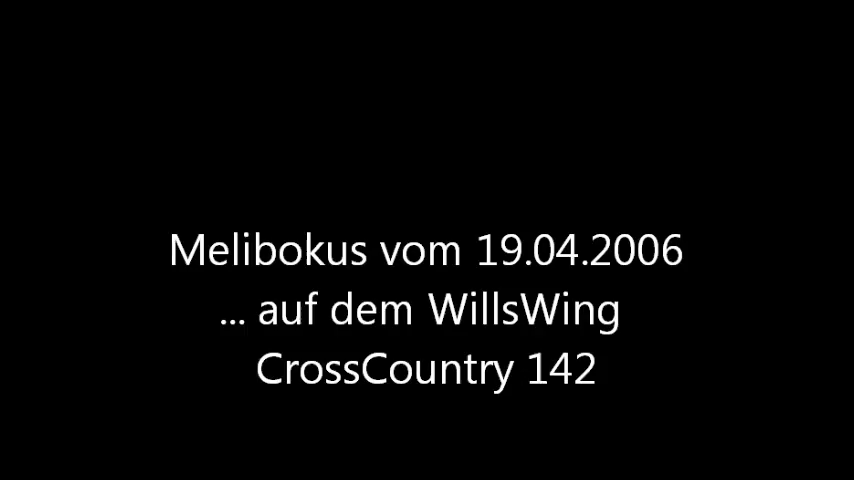 Melibokus vom 19.04.2006
... auf dem WillsWing
CrossCountry 142